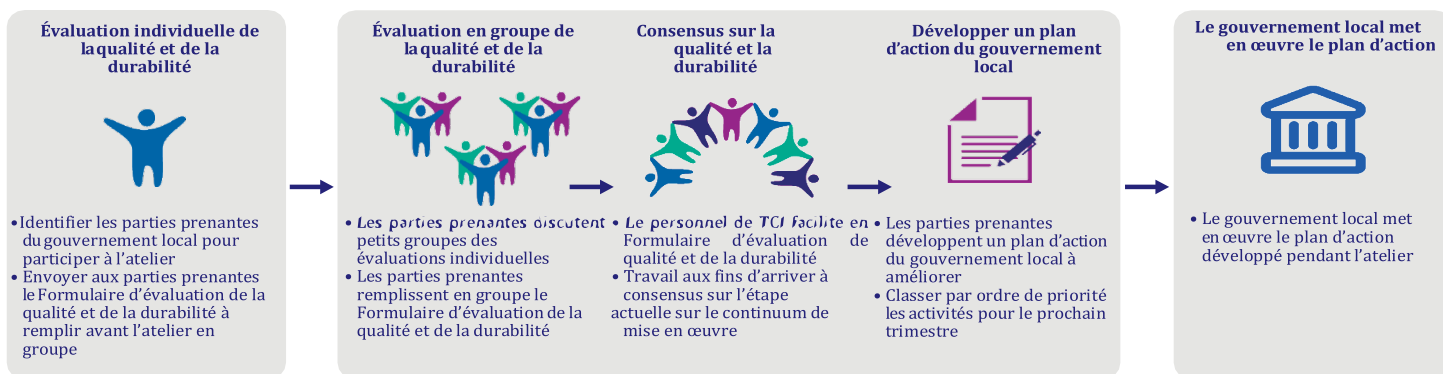 Évaluation individuelle de
la qualité et de la
durabilité
•Identifier les parties prenantes
du gouvernement local pour
participer à l'atelier
• Envoyer aux parties prenantes
le Formulaire d'évaluation de la
qualité et de la durabilité à
remplir avant l'atelier en
groupe
Évaluation en groupe de
la qualité et de la
durabilité
• Les parties prenantes discutent
petits groupes des
évaluations individuelles
• Les parties prenantes
remplissent en groupe le
Formulaire d'évaluation de la
qualité et de la durabilité
Consensus sur la
qualité et la
durabilité
• Le personnel de TCI facilite en
Formulaire d'évaluation de
qualité et de la durabilité
• Travail aux fins d'arriver à
consensus sur l'étape
actuelle sur le continuum de
mise en œuvre
Développer un plan
d'action du gouvernement
local
• Les parties prenantes
développent un plan d'action
du gouvernement local à
améliorer
• Classer par ordre de priorité
les activités pour le prochain
trimestre
Le gouvernement local met
en œuvre le plan d'action
• Le gouvernement local met
en œuvre le plan d'action
développé pendant l'atelier